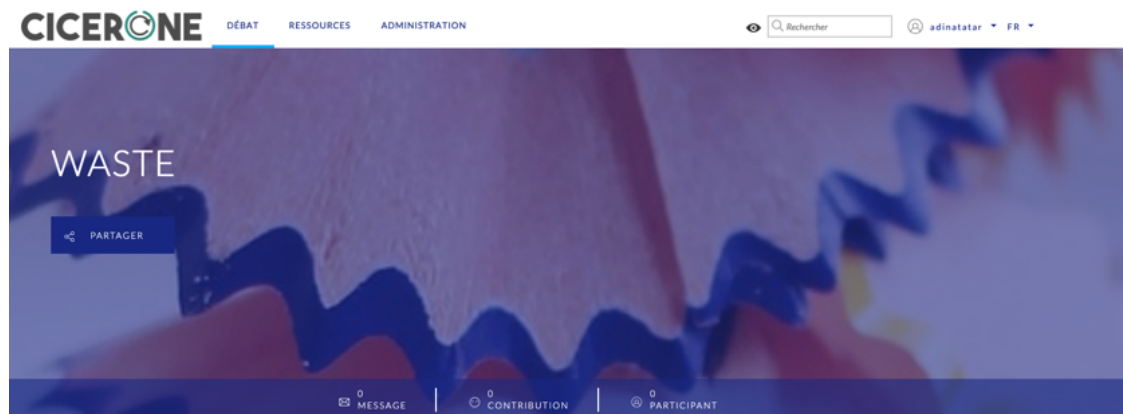 CICERONE DÉBAT RESSOURCES ADMINISTRATION Rechercher adinatatar FR
WASTE
PARTAGER
0 MESSAGE 0 CONTRIBUTION 0 PARTICIPANT